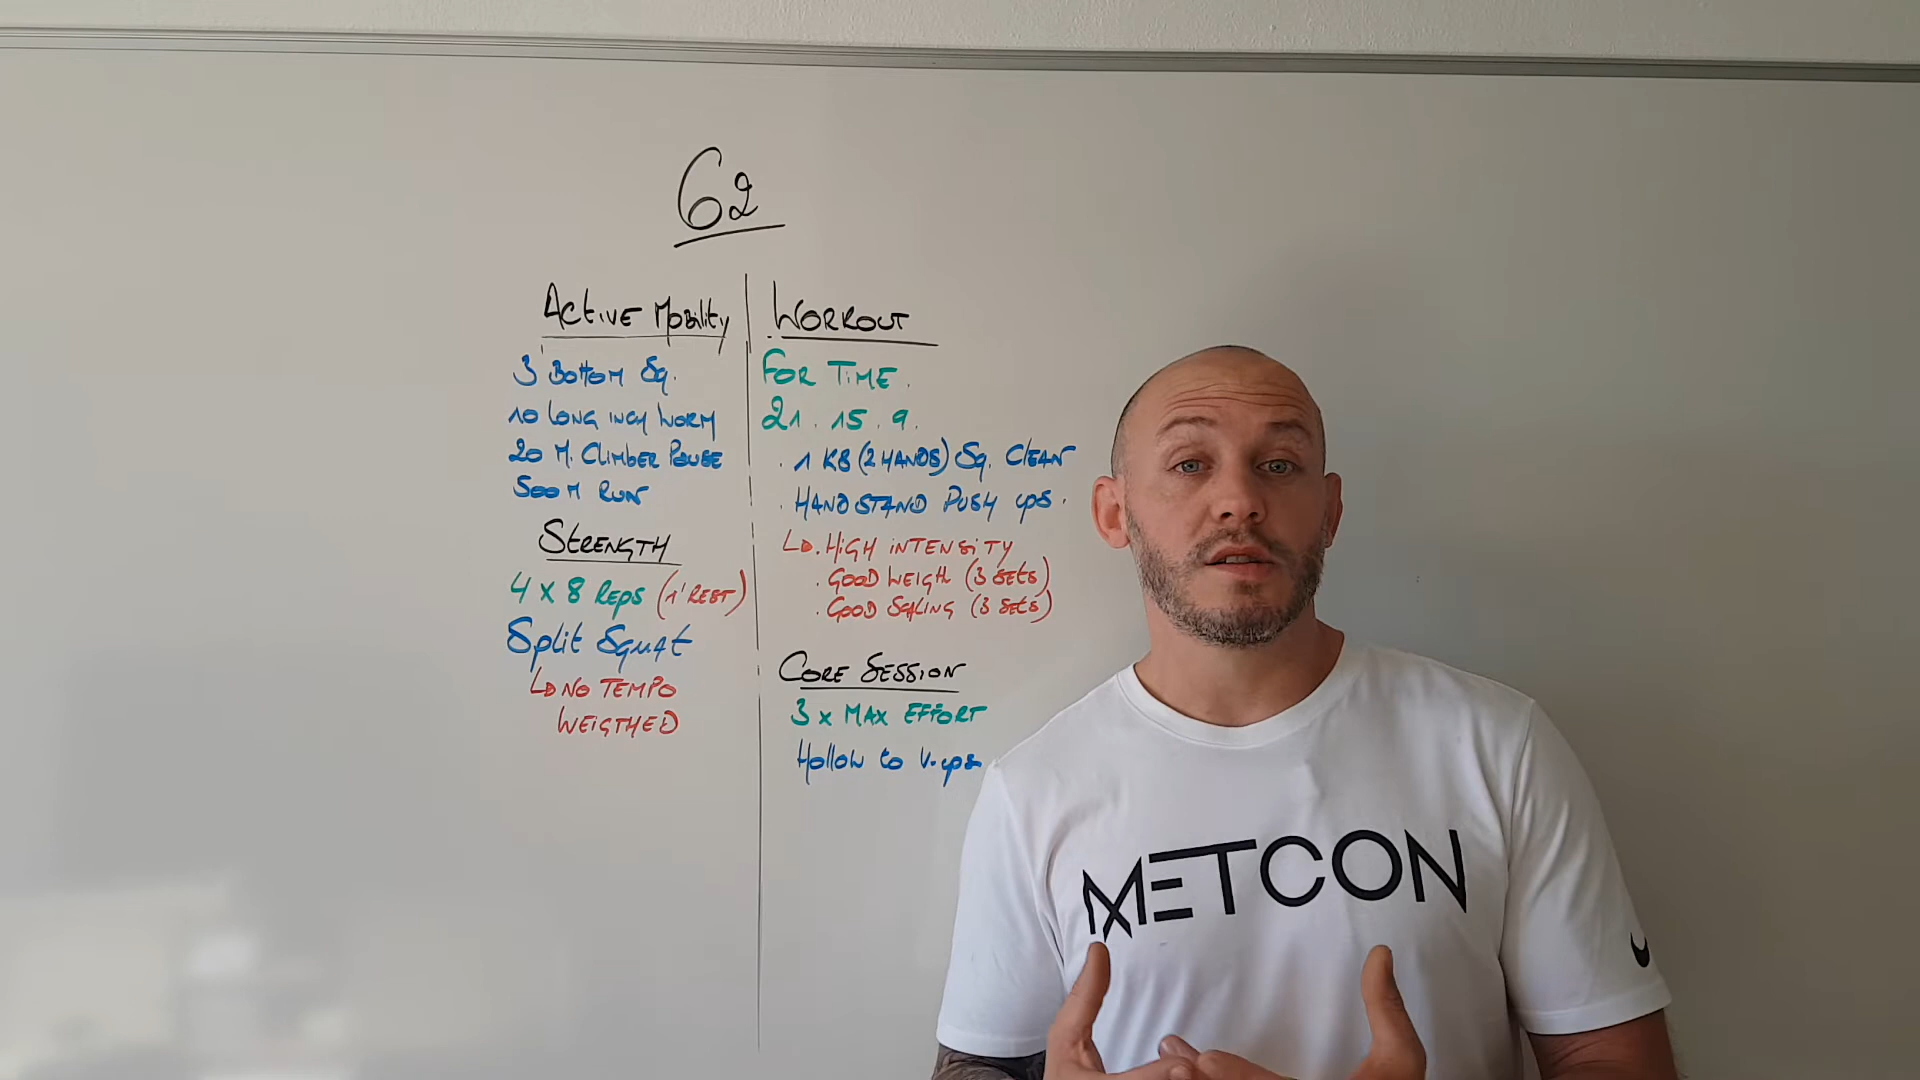 62
Active Mobility
3' Bottom Sq.
10 Long inch Worm
20 M. Climber Pause
500 M Run
Strength
4 x 8 Reps (1' Rest)
Split Squat
No Tempo
Weigthed
Workout
For Time.
21. 15. 9.
. 1 KB (2 Hands) Sq. Clean
. Handstand Push ups.
. High intensity
. Good Weigth (3 sets)
. Good Scaling (3 sets)
Core Session
3 x Max Effort
Hollow to V.ups
METCON